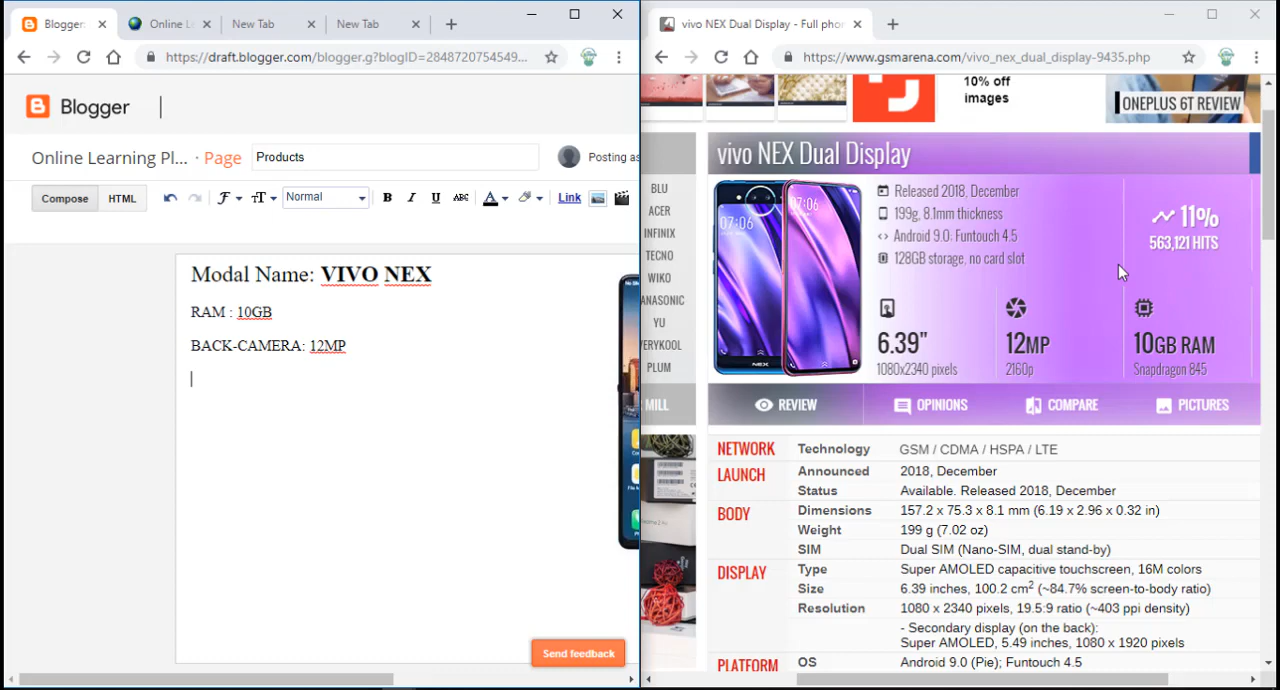 Blogger:
Online L
New Tab
New Tab
https://draft.blogger.com/blogger.g?blogID=2848720754549...
Blogger
Online Learning Pl... · Page
Products
Posting as
Compose
HTML
Normal
B
I
U
ABC
A
Link
Modal Name: VIVO NEX
RAM : 10GB
BACK-CAMERA: 12MP
Send feedback
vivo NEX Dual Display - Full phor
https://www.gsmarena.com/vivo_nex_dual_display-9435.php
10% off
images
ONEPLUS 6T REVIEW
vivo NEX Dual Display
BLU
ACER
INFINIX
TECNO
WIKO
ANASONIC
YU
VERYKOOL
PLUM
MILL
07:06
07:06
NEX
Released 2018, December
199g, 8.1mm thickness
Android 9.0; Funtouch 4.5
128GB storage, no card slot
11%
563,121 HITS
6.39"
1080x2340 pixels
12MP
2160p
10GB RAM
Snapdragon 845
REVIEW
OPINIONS
COMPARE
PICTURES
NETWORK Technology GSM / CDMA / HSPA / LTE
LAUNCH Announced 2018, December
Status Available. Released 2018, December
BODY Dimensions 157.2 x 75.3 x 8.1 mm (6.19 x 2.96 x 0.32 in)
Weight 199 g (7.02 oz)
SIM Dual SIM (Nano-SIM, dual stand-by)
DISPLAY Type Super AMOLED capacitive touchscreen, 16M colors
Size 6.39 inches, 100.2 cm2 (~84.7% screen-to-body ratio)
Resolution 1080 x 2340 pixels, 19.5:9 ratio (~403 ppi density)
- Secondary display (on the back):
Super AMOLED, 5.49 inches, 1080 x 1920 pixels
PLATFORM OS Android 9.0 (Pie); Funtouch 4.5